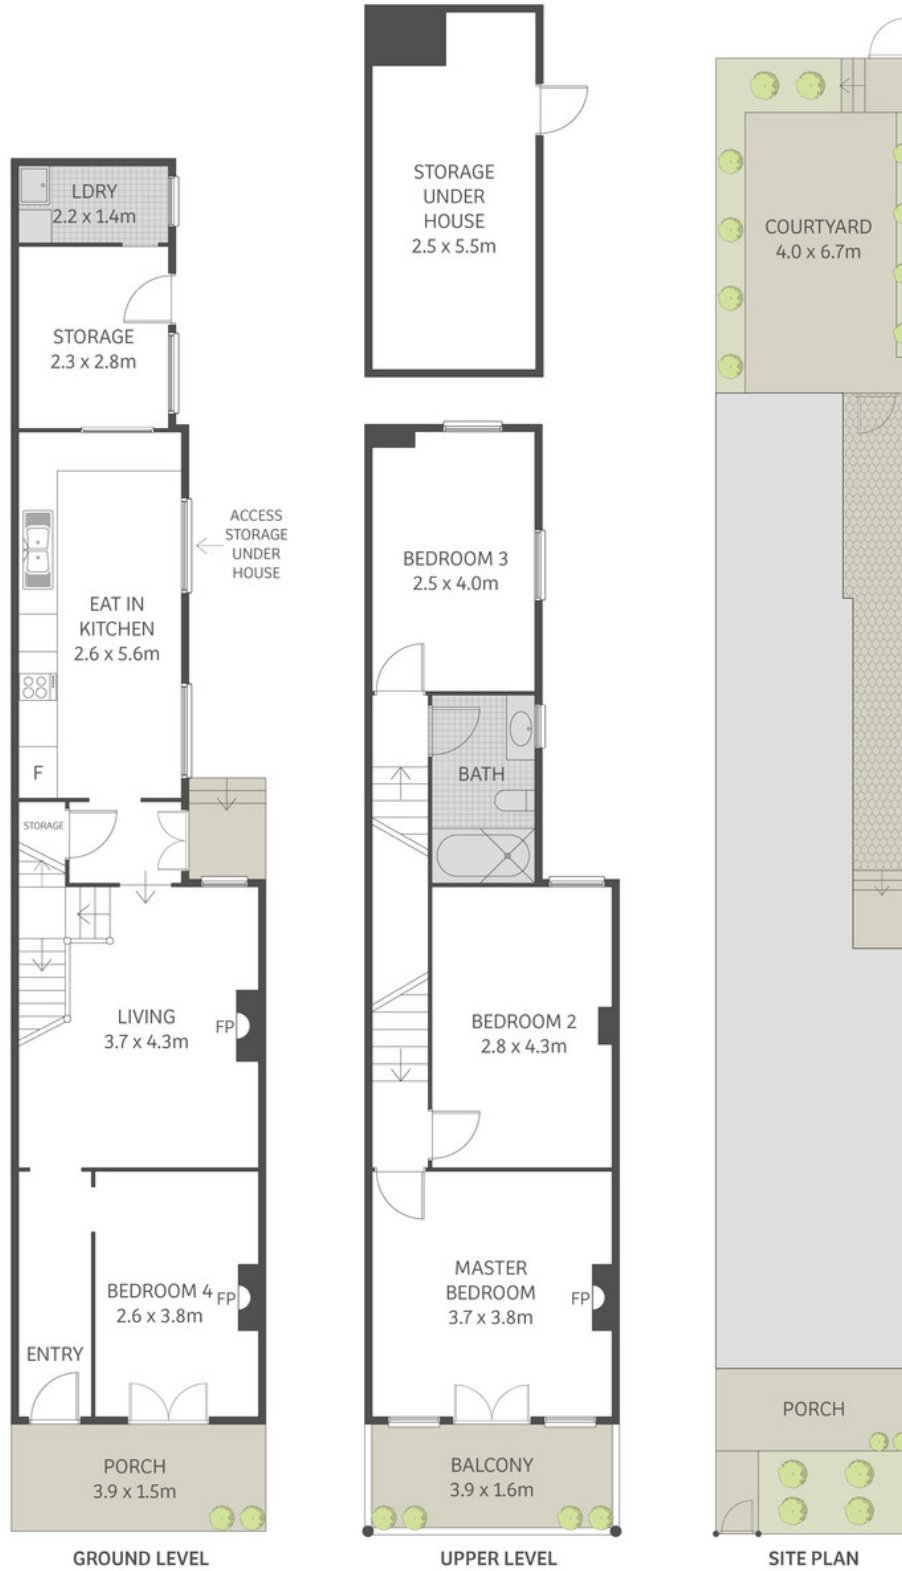 LDRY
2.2 x 1.4m
STORAGE
2.3 x 2.8m
EAT IN
KITCHEN
2.6 x 5.6m
ACCESS
STORAGE
UNDER
HOUSE
F
STORAGE
LIVING
3.7 x 4.3m
FP
BEDROOM 4
2.6 x 3.8m
FP
ENTRY
PORCH
3.9 x 1.5m
GROUND LEVEL
STORAGE
UNDER
HOUSE
2.5 x 5.5m
BEDROOM 3
2.5 x 4.0m
BATH
BEDROOM 2
2.8 x 4.3m
MASTER
BEDROOM
3.7 x 3.8m
FP
BALCONY
3.9 x 1.6m
UPPER LEVEL
COURTYARD
4.0 x 6.7m
PORCH
SITE PLAN